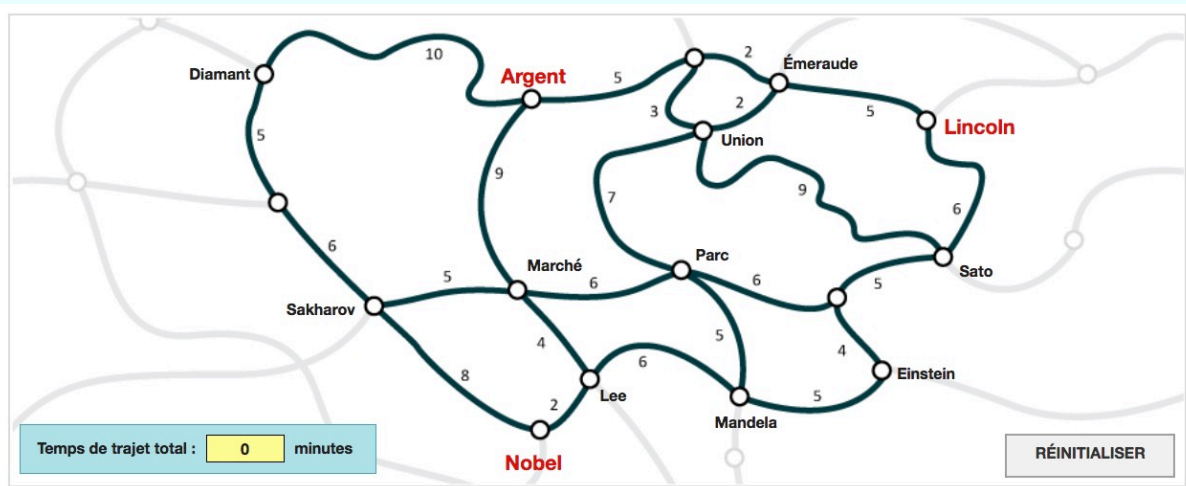 10
2
Émeraude
Diamant
Argent
5
3
2
5
Lincoln
5
Union
9
7
9
6
6
Parc
Marché
5
6
6
5
Sato
Sakharov
4
6
5
4
8
2
Lee
5
Einstein
Mandela
Nobel
Temps de trajet total : 0 minutes
RÉINITIALISER